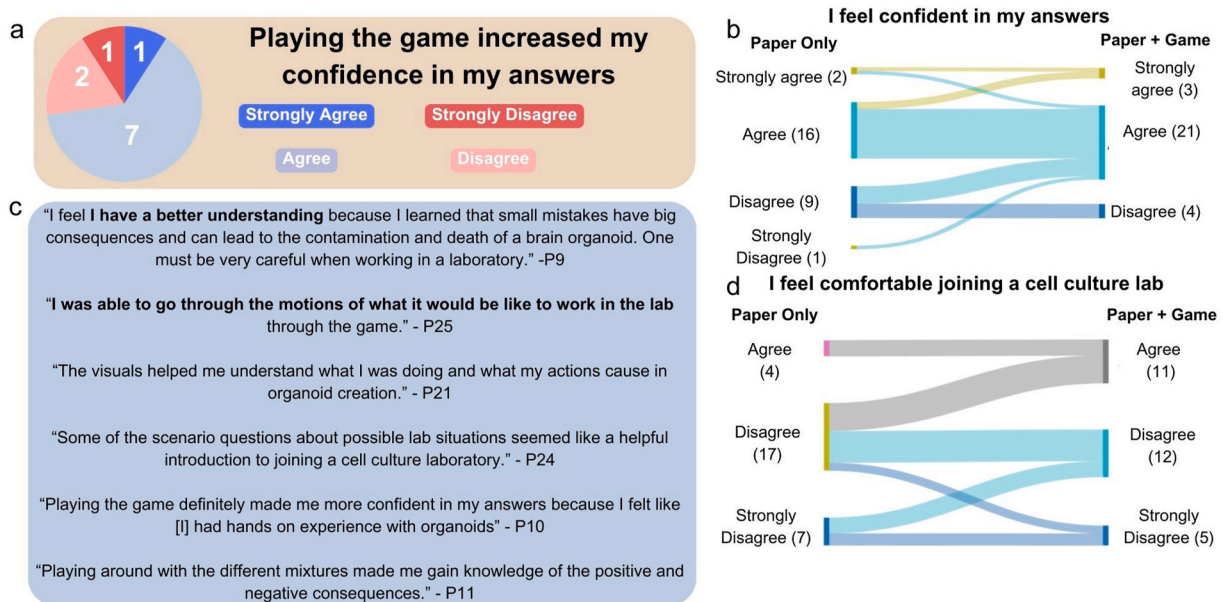 a
1
1
2
7
Playing the game increased my
confidence in my answers
Strongly Agree
Strongly Disagree
Agree
Disagree
b
I feel confident in my answers
Paper Only
Paper + Game
Strongly agree (2)
Agree (16)
Disagree (9)
Strongly
Disagree (1)
Strongly
agree (3)
Agree (21)
Disagree (4)
c
“I feel I have a better understanding because I learned that small mistakes have big
consequences and can lead to the contamination and death of a brain organoid. One
must be very careful when working in a laboratory.” -P9
“I was able to go through the motions of what it would be like to work in the lab
through the game.” - P25
“The visuals helped me understand what I was doing and what my actions cause in
organoid creation.” - P21
“Some of the scenario questions about possible lab situations seemed like a helpful
introduction to joining a cell culture laboratory.” - P24
“Playing the game definitely made me more confident in my answers because I felt like
[I] had hands on experience with organoids” - P10
“Playing around with the different mixtures made me gain knowledge of the positive and
negative consequences.” - P11
d
I feel comfortable joining a cell culture lab
Paper Only
Paper + Game
Agree
(4)
Disagree
(17)
Strongly
Disagree (7)
Agree
(11)
Disagree
(12)
Strongly
Disagree (5)